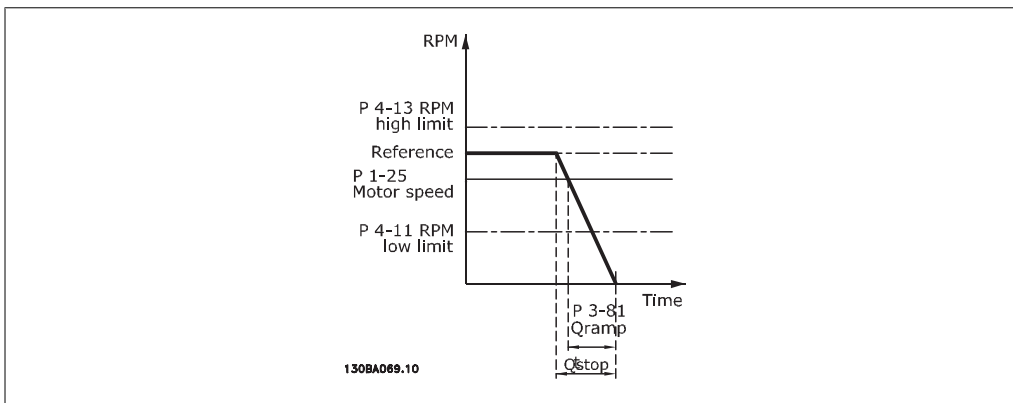 RPM
P 4-13 RPM
high limit
Reference
P 1-25
Motor speed
P 4-11 RPM
low limit
Time
P 3-81
Qramp
Qstop
130BA069.10